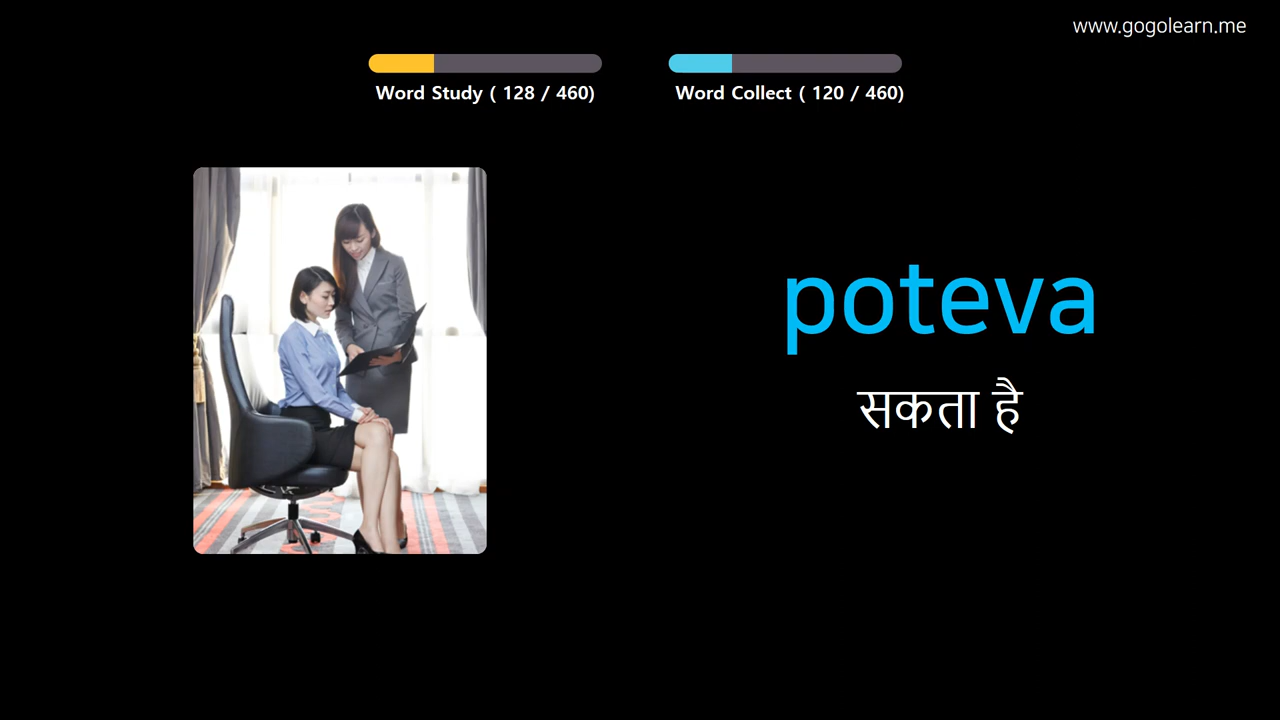 www.gogolearn.me
Word Study ( 128 / 460)
Word Collect ( 120 / 460)
poteva
सकता है